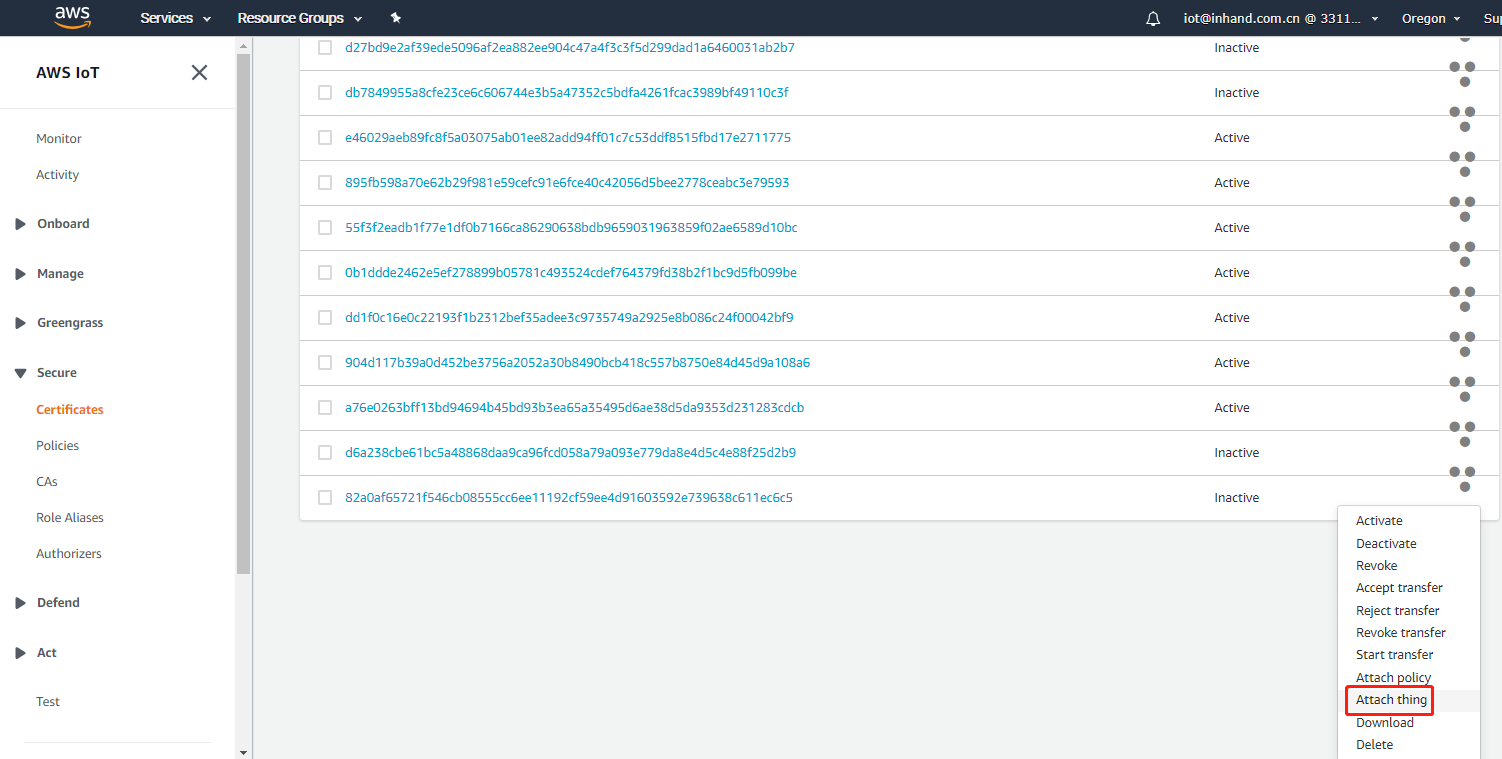 aws
Services
Resource Groups
iot@inhand.com.cn @ 3311...
Oregon
Sup
AWS IoT
Monitor
Activity
Onboard
Manage
Greengrass
Secure
Certificates
Policies
CAs
Role Aliases
Authorizers
Defend
Act
Test
d27bd9e2af39ede5096af2ea882ee904c47a4f3c3f5d299dad1a6460031ab2b7 Inactive
db7849955a8cfe23ce6c606744e3b5a47352c5bdfa4261fcac3989bf49110c3f Inactive
e46029aeb89fc8f5a03075ab01ee82add94ff01c7c53ddf8515fbd17e2711775 Active
895fb598a70e62b29f981e59cefc91e6fce40c42056d5bee2778ceabc3e79593 Active
55f3f2eadb1f77e1df0b7166ca86290638bdb9659031963859f02ae6589d10bc Active
0b1ddde2462e5ef278899b05781c493524cdef764379fd38b2f1bc9d5fb099be Active
dd1f0c16e0c22193f1b2312bef35adee3c9735749a2925e8b086c24f00042bf9 Active
904d117b39a0d452be3756a2052a30b8490bcb418c557b8750e84d45d9a108a6 Active
a76e0263bff13bd94694b45bd93b3ea65a35495d6ae38d5da9353d231283cdcb Active
d6a238cbe61bc5a48868daa9ca96fcd058a79a093e779da8e4d5c4e88f25d2b9 Inactive
82a0af65721f546cb08555cc6ee11192cf59ee4d91603592e739638c611ec6c5 Inactive
Activate
Deactivate
Revoke
Accept transfer
Reject transfer
Revoke transfer
Start transfer
Attach policy
Attach thing
Download
Delete